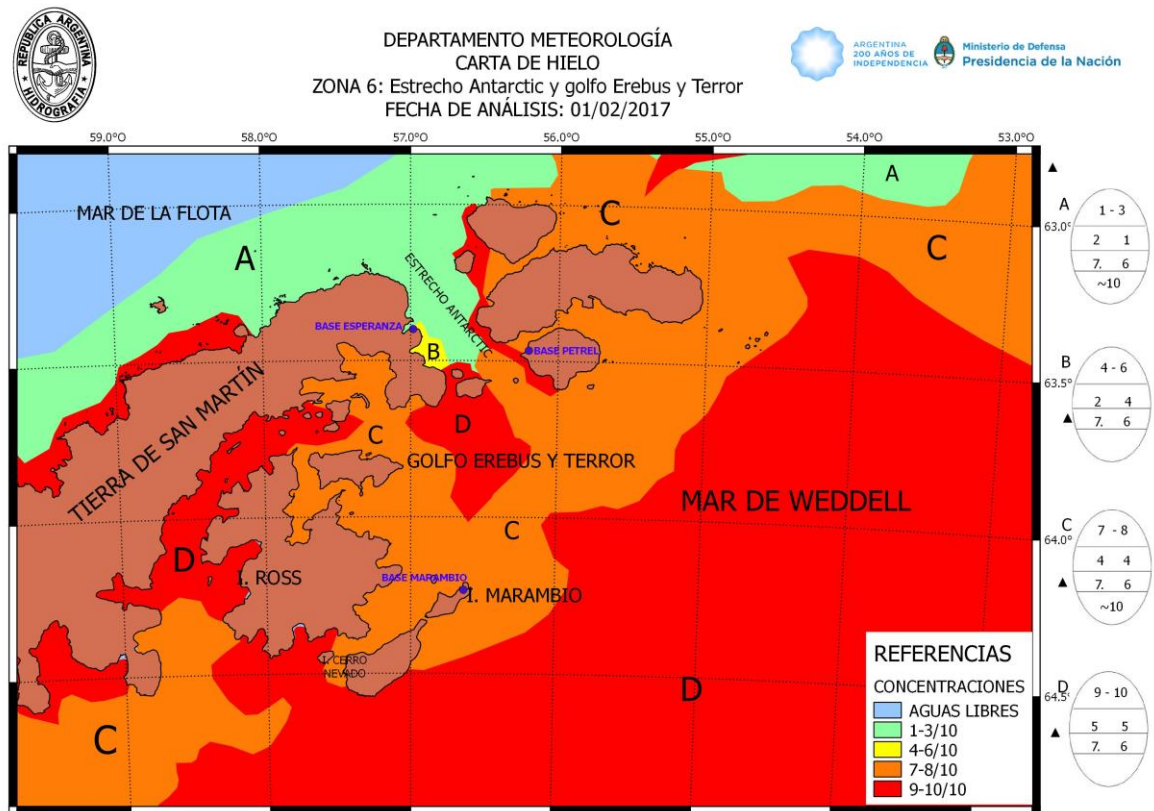 REPUBLICA ARGENTINA
HIDROGRAFIA
DEPARTAMENTO METEOROLOGÍA
CARTA DE HIELO
ZONA 6: Estrecho Antarctic y golfo Erebus y Terror
FECHA DE ANÁLISIS: 01/02/2017
ARGENTINA
200 AÑOS DE
INDEPENDENCIA
Ministerio de Defensa
Presidencia de la Nación
59.0°O 58.0°O 57.0°O 56.0°O 55.0°O 54.0°O 53.0°O
MAR DE LA FLOTA
A
A
C
C
ESTRECHO ANTARCTIC
BASE ESPERANZA
B
BASE PETREL
TIERRA DE SAN MARTÍN
C
D
GOLFO EREBUS Y TERROR
MAR DE WEDDELL
C
D
I. ROSS
BASE MARAMBIO
I. MARAMBIO
I. CERRO
NEVADO
D
C
REFERENCIAS
CONCENTRACIONES
AGUAS LIBRES
1-3/10
4-6/10
7-8/10
9-10/10
63.0°
63.5°
64.0°
64.5°
A
1 - 3
2 1
7. 6
~10
B
4 - 6
2 4
7. 6
C
7 - 8
4 4
7. 6
~10
D
9 - 10
5 5
7. 6